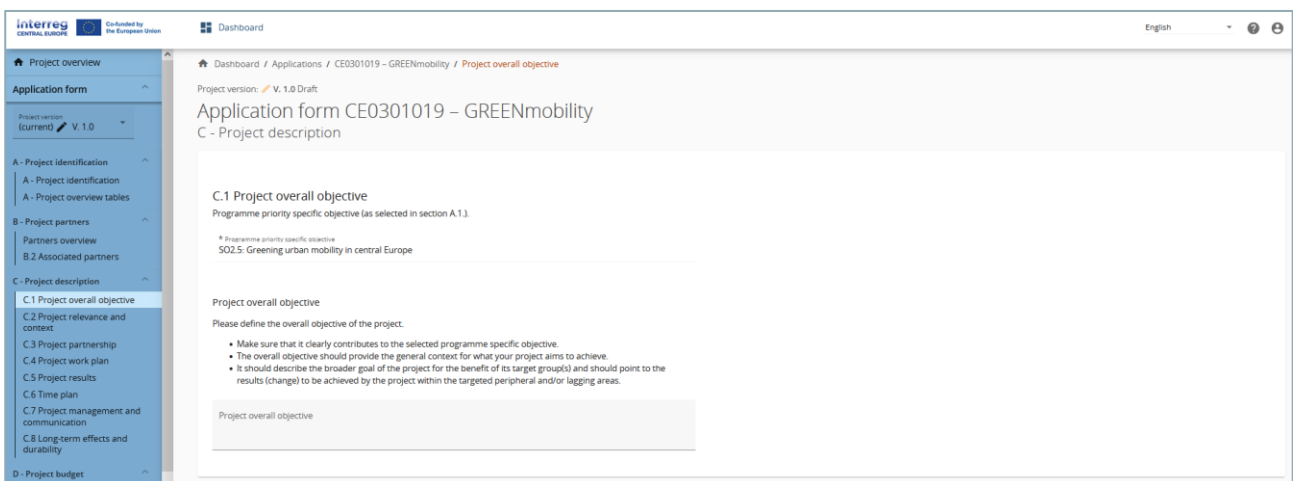 Interreg
CENTRAL EUROPE
Co-funded by
the European Union
Dashboard
English
Project overview
Application form
Project version
(current) V. 1.0
A - Project identification
A - Project identification
A - Project overview tables
B - Project partners
Partners overview
B.2 Associated partners
C - Project description
C.1 Project overall objective
C.2 Project relevance and
context
C.3 Project partnership
C.4 Project work plan
C.5 Project results
C.6 Time plan
C.7 Project management and
communication
C.8 Long-term effects and
durability
D - Project budget
Dashboard / Applications / CE0301019 – GREENmobility / Project overall objective
Project version: V. 1.0 Draft
Application form CE0301019 – GREENmobility
C - Project description
C.1 Project overall objective
Programme priority specific objective (as selected in section A.1.).
* Programme priority specific objective
SO2.5: Greening urban mobility in central Europe
Project overall objective
Please define the overall objective of the project.
• Make sure that it clearly contributes to the selected programme specific objective.
• The overall objective should provide the general context for what your project aims to achieve.
• It should describe the broader goal of the project for the benefit of its target group(s) and should point to the
results (change) to be achieved by the project within the targeted peripheral and/or lagging areas.
Project overall objective